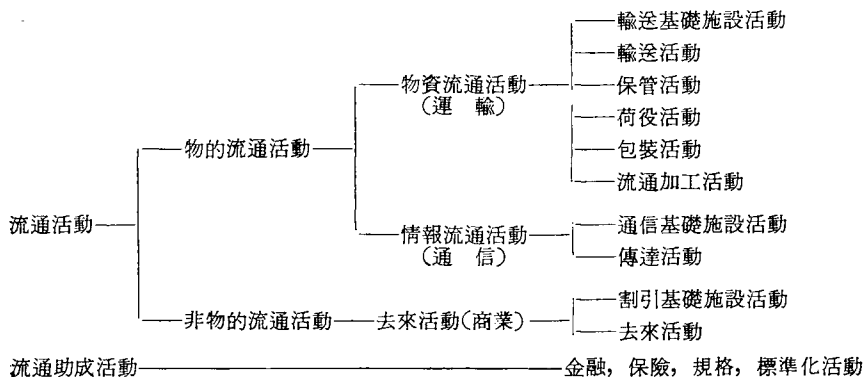 輸送基礎施設活動
輸送活動
物資流通活動
(運 輸)
保管活動
荷役活動
物的流通活動
包裝活動
流通加工活動
流通活動
情報流通活動
(通 信)
通信基礎施設活動
傳達活動
割引基礎施設活動
非物的流通活動
去來活動(商業)
去來活動
流通助成活動
金融, 保險, 規格, 標準化活動